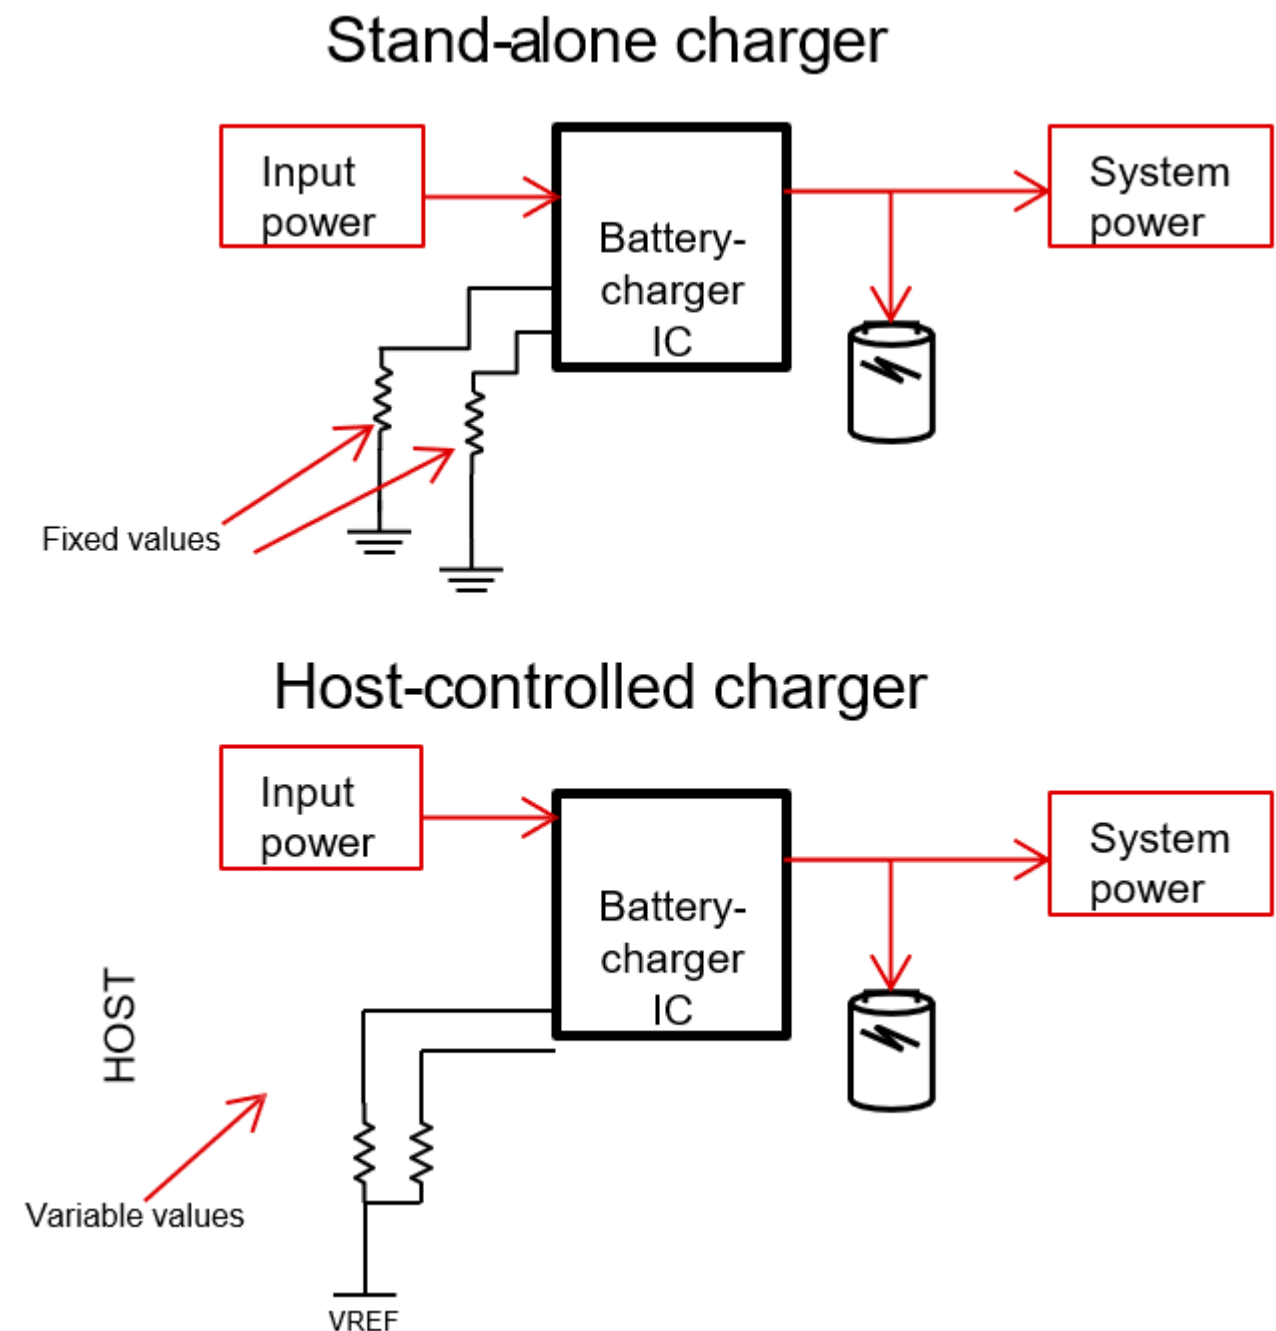 Stand-alone charger
Input
power
Battery-
charger
IC
System
power
Fixed values
Host-controlled charger
Input
power
Battery-
charger
IC
System
power
HOST
Variable values
VREF